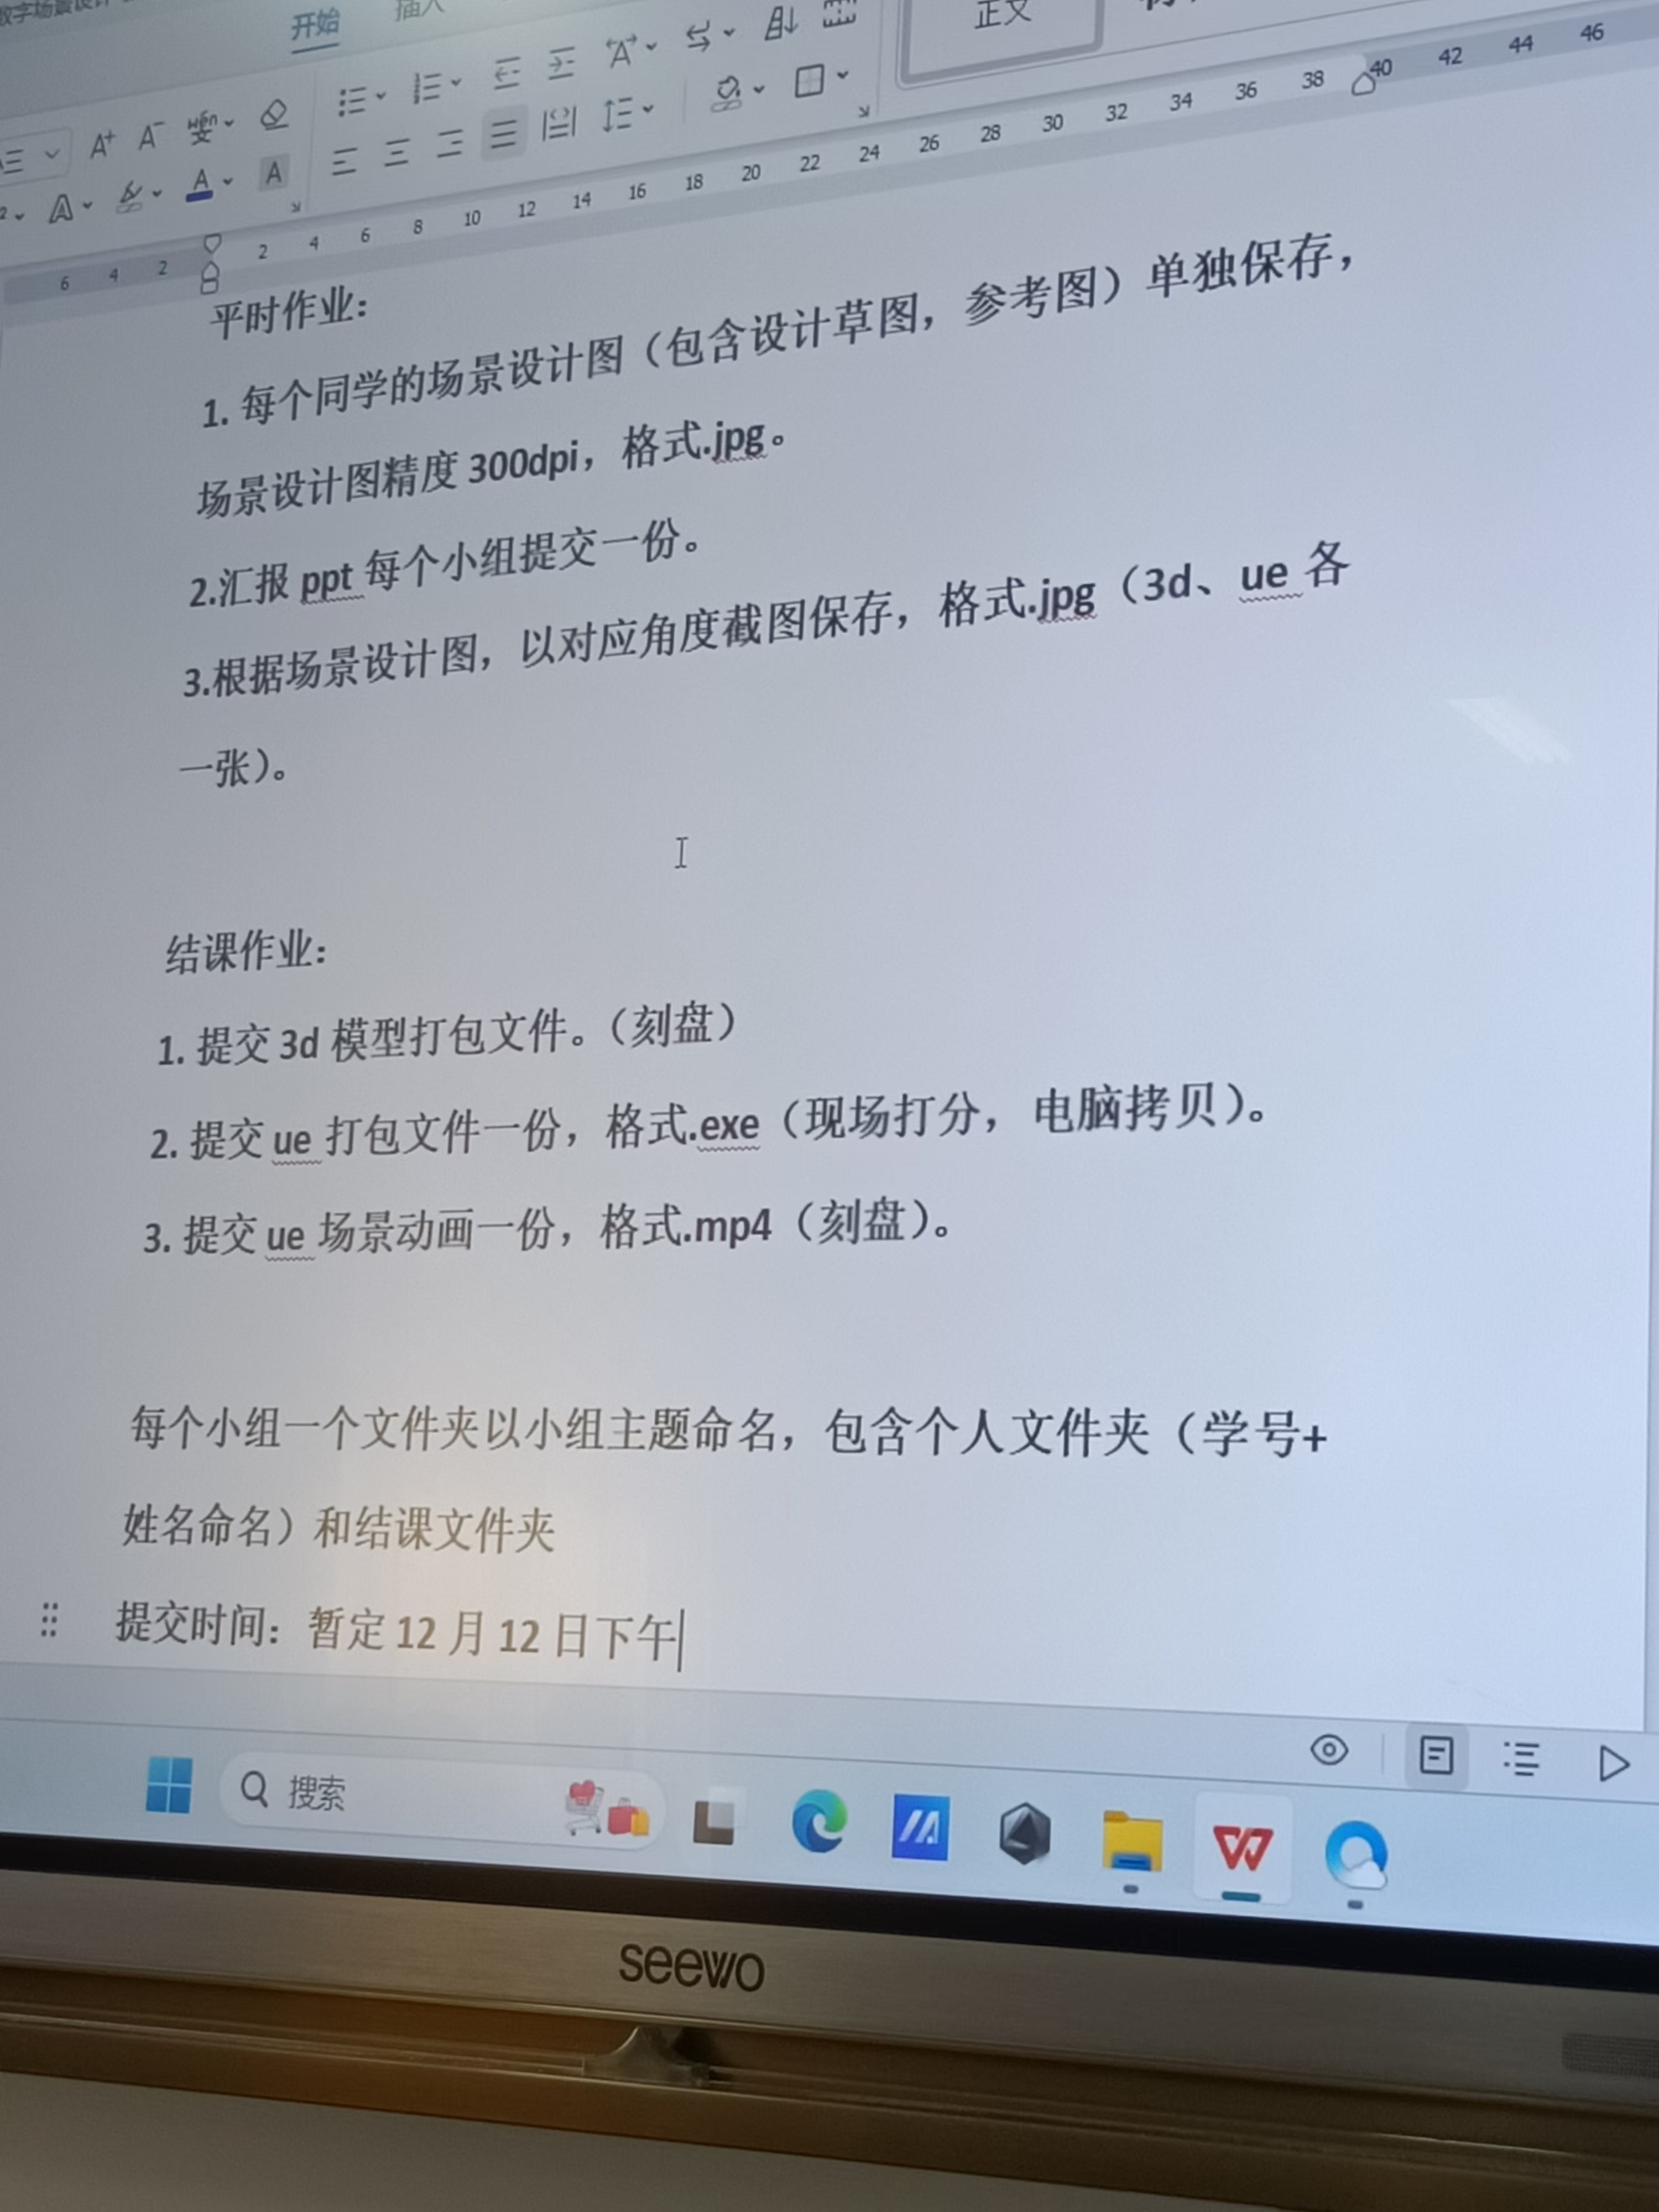 数字场景设计
开始
插入
正文
6 4 2 2 4 6 8 10 12 14 16 18 20 22 24 26 28 30 32 34 36 38 40 42 44 46
平时作业：
1. 每个同学的场景设计图（包含设计草图，参考图）单独保存，
场景设计图精度 300dpi，格式.jpg。
2.汇报 ppt 每个小组提交一份。
3.根据场景设计图，以对应角度截图保存，格式.jpg（3d、ue 各
一张）。
结课作业：
1. 提交 3d 模型打包文件。（刻盘）
2. 提交 ue 打包文件一份，格式.exe（现场打分，电脑拷贝）。
3. 提交 ue 场景动画一份，格式.mp4（刻盘）。
每个小组一个文件夹以小组主题命名，包含个人文件夹（学号+
姓名命名）和结课文件夹
提交时间：暂定 12 月 12 日下午
搜索
seewo